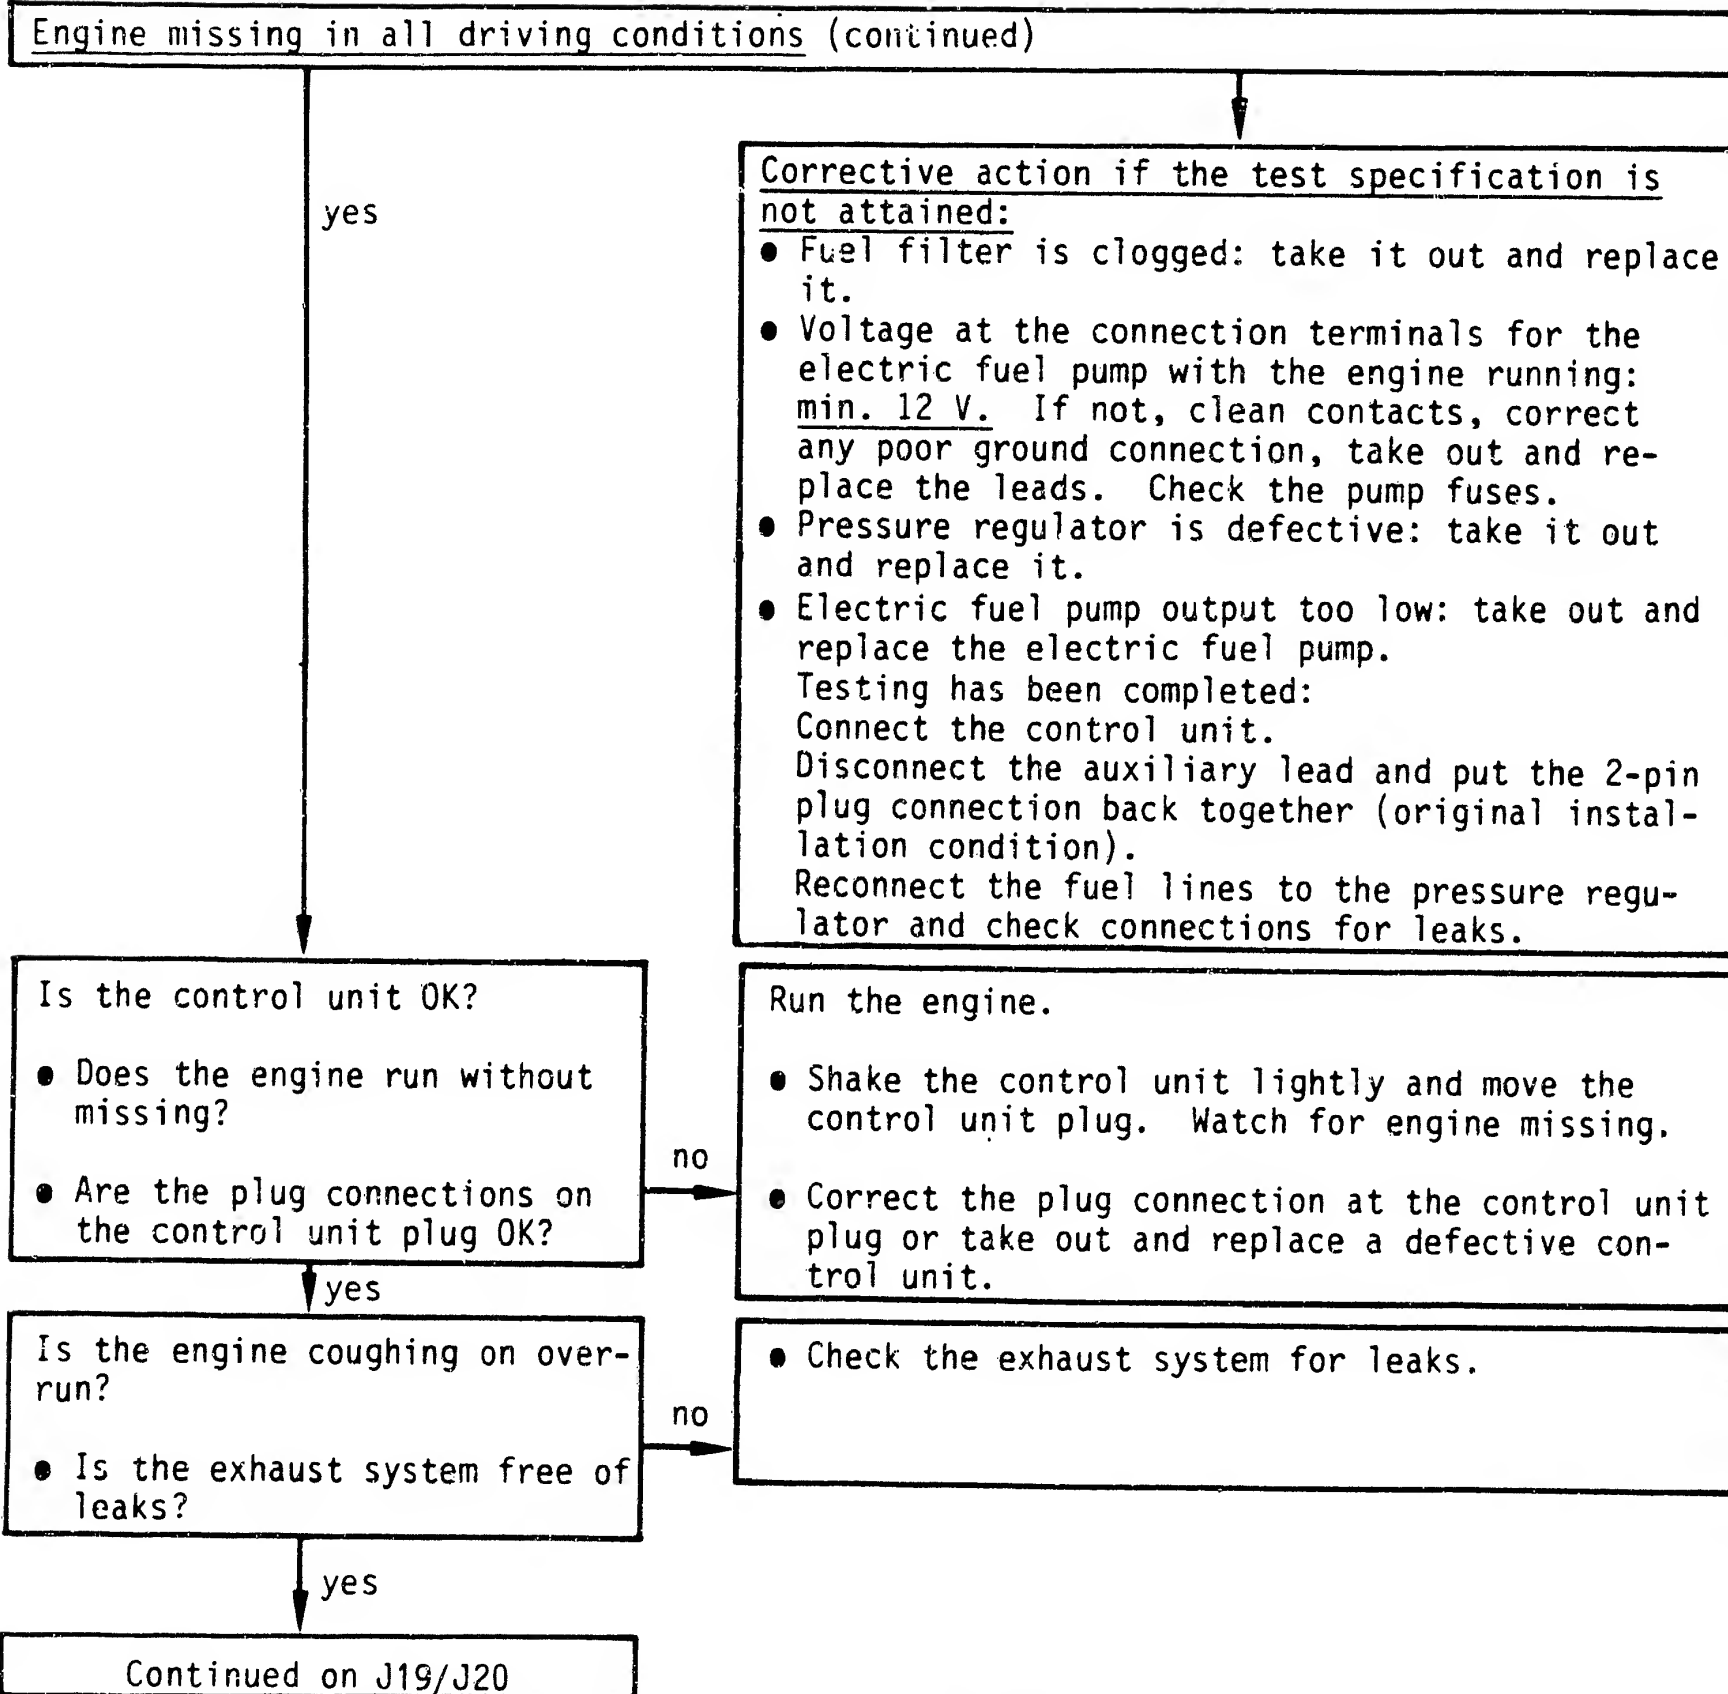 Engine missing in all driving conditions (continued)
yes
Corrective action if the test specification is
not attained:
● Fuel filter is clogged: take it out and replace
it.
● Voltage at the connection terminals for the
electric fuel pump with the engine running:
min. 12 V. If not, clean contacts, correct
any poor ground connection, take out and re-
place the leads. Check the pump fuses.
● Pressure regulator is defective: take it out
and replace it.
● Electric fuel pump output too low: take out and
replace the electric fuel pump.
Testing has been completed:
Connect the control unit.
Disconnect the auxiliary lead and put the 2-pin
plug connection back together (original instal-
lation condition).
Reconnect the fuel lines to the pressure regu-
lator and check connections for leaks.
Is the control unit OK?
● Does the engine run without
missing?
● Are the plug connections on
the control unit plug OK?
no
Run the engine.
● Shake the control unit lightly and move the
control unit plug. Watch for engine missing.
● Correct the plug connection at the control unit
plug or take out and replace a defective con-
trol unit.
yes
Is the engine coughing on over-
run?
● Is the exhaust system free of
leaks?
no
● Check the exhaust system for leaks.
yes
Continued on J19/J20